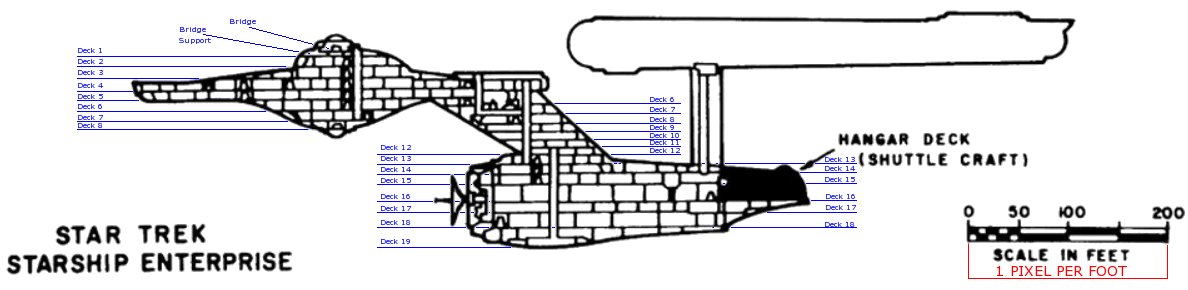 Bridge
Bridge
Support
Deck 1
Deck 2
Deck 3
Deck 4
Deck 5
Deck 6
Deck 7
Deck 8
Deck 6
Deck 7
Deck 8
Deck 9
Deck 10
Deck 11
Deck 12
Deck 12
Deck 13
Deck 14
Deck 15
Deck 16
Deck 17
Deck 18
Deck 19
HANGAR DECK
(SHUTTLE CRAFT)
Deck 13
Deck 14
Deck 15
Deck 16
Deck 17
Deck 18
STAR TREK
STARSHIP ENTERPRISE
0 50 100 200
SCALE IN FEET
1 PIXEL PER FOOT